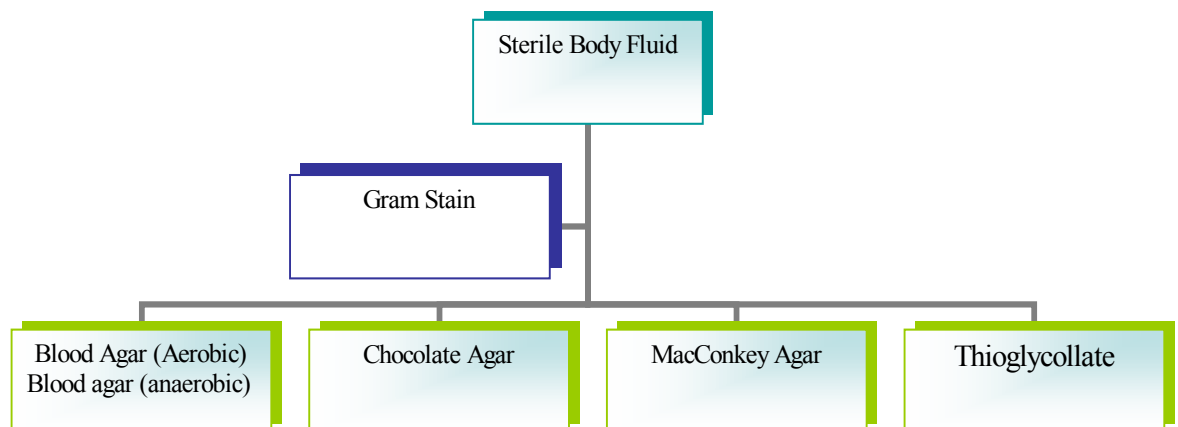 Sterile Body Fluid
Gram Stain
Blood Agar (Aerobic)
Blood agar (anaerobic)
Chocolate Agar
MacConkey Agar
Thioglycollate